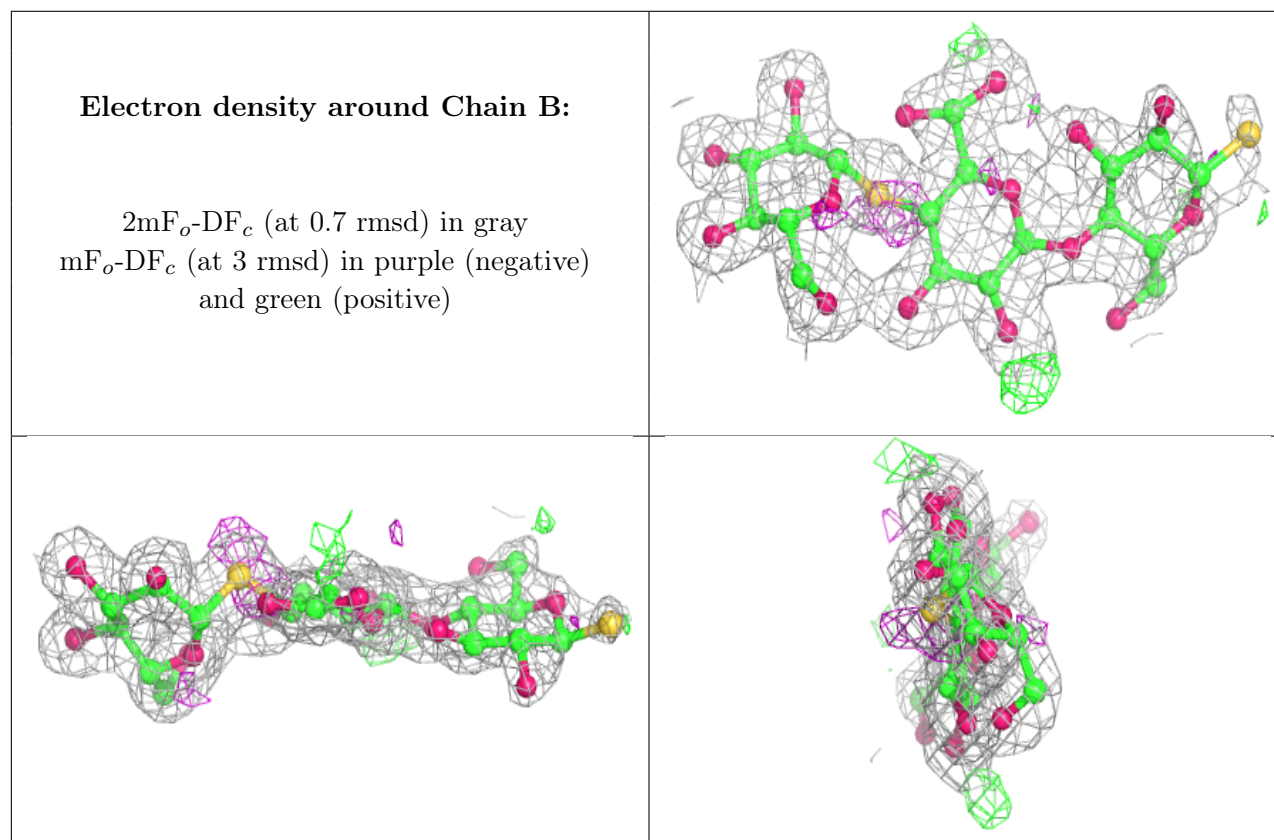 Electron density around Chain B:
2mFₒ-DF𝒸 (at 0.7 rmsd) in gray
mFₒ-DF𝒸 (at 3 rmsd) in purple (negative)
and green (positive)